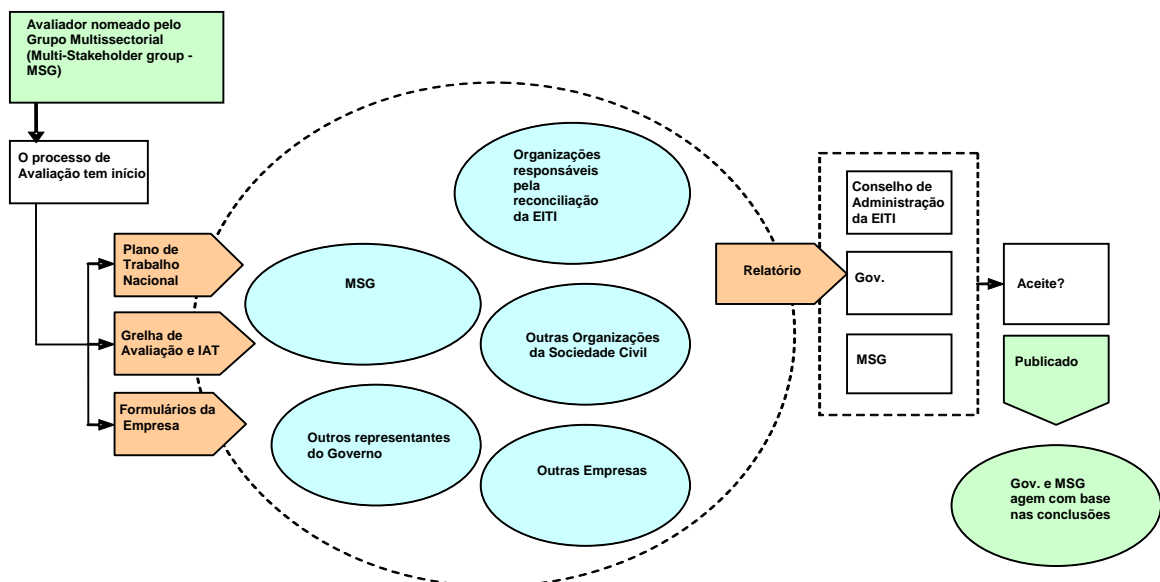 Avaliador nomeado pelo
Grupo Multissectorial
(Multi-Stakeholder group -
MSG)
O processo de
Avaliação tem início
Plano de
Trabalho
Nacional
Grelha de
Avaliação e IAT
Formulários da
Empresa
Organizações
responsáveis
pela
reconciliação
da EITI
MSG
Outras Organizações
da Sociedade Civil
Outros representantes
do Governo
Outras Empresas
Relatório
Conselho de
Administração
da EITI
Gov.
MSG
Aceite?
Publicado
Gov. e MSG
agem com base
nas conclusões